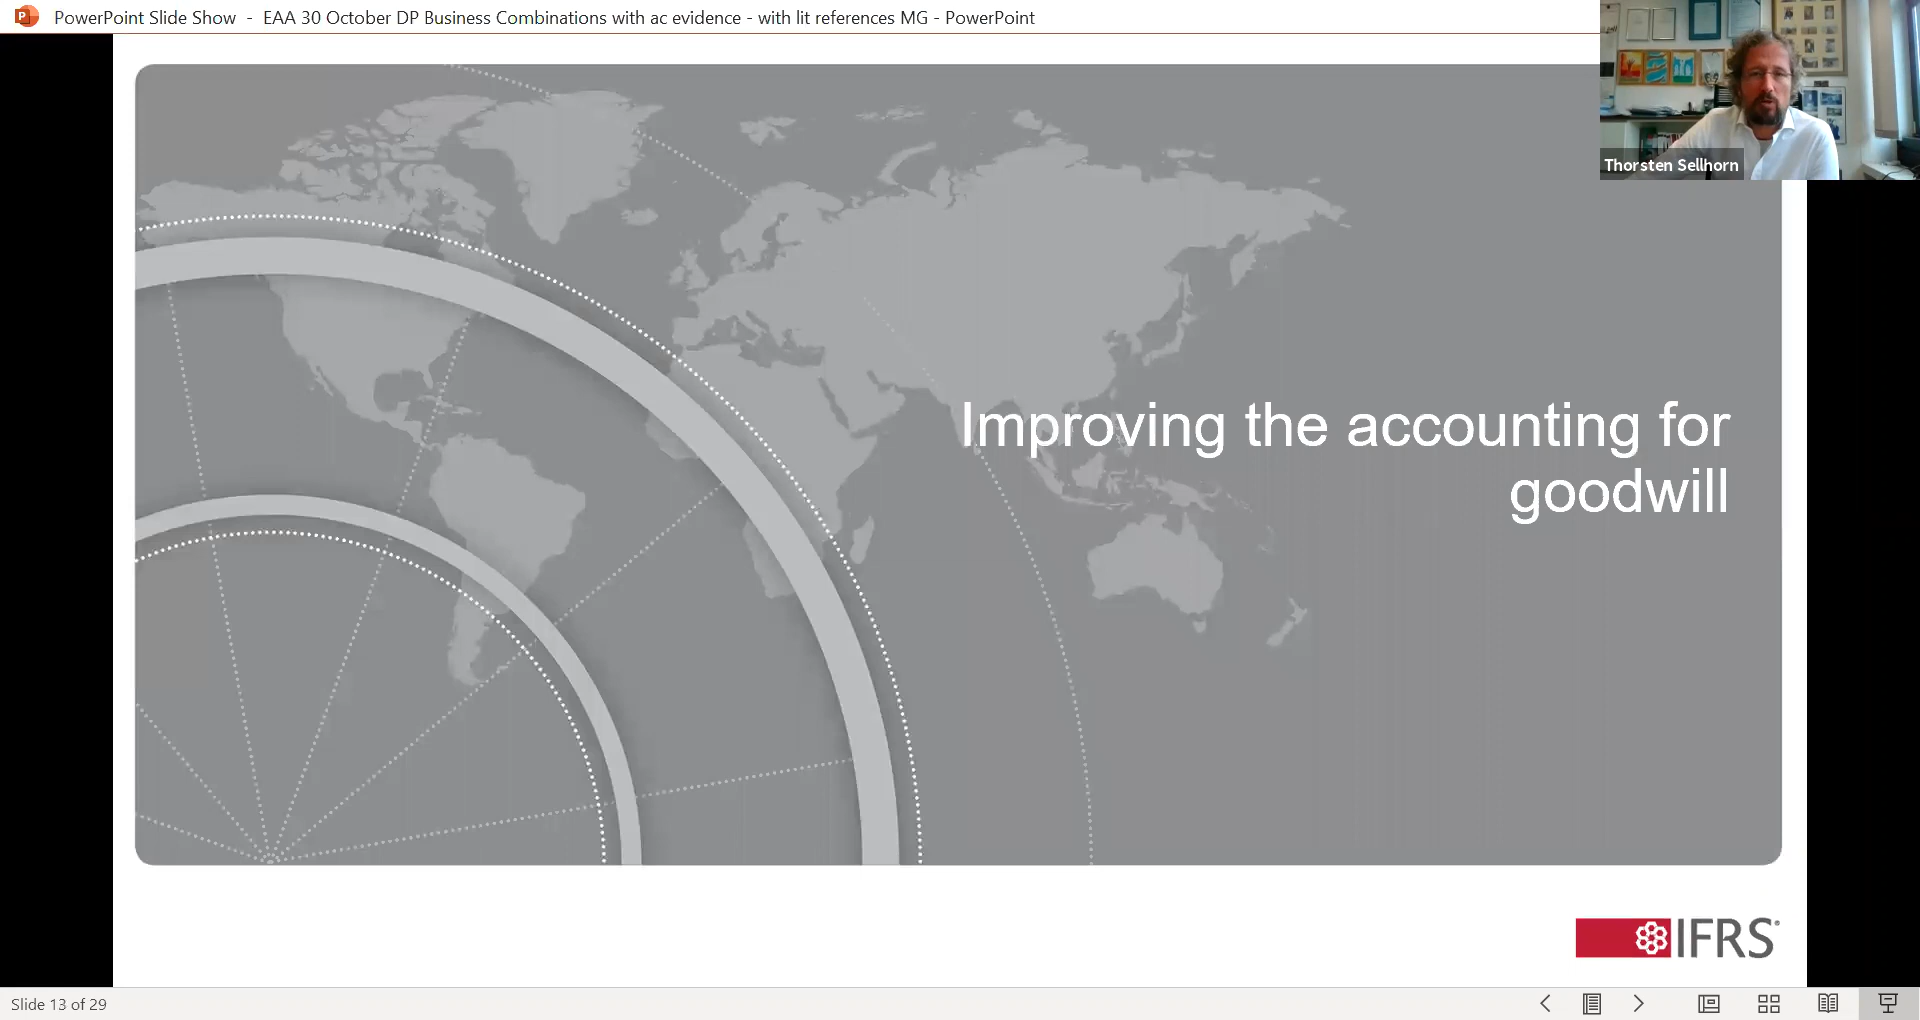 PowerPoint Slide Show - EAA 30 October DP Business Combinations with ac evidence - with lit references MG - PowerPoint
Thorsten Sellhorn
Improving the accounting for
goodwill
IFRS®
Slide 13 of 29